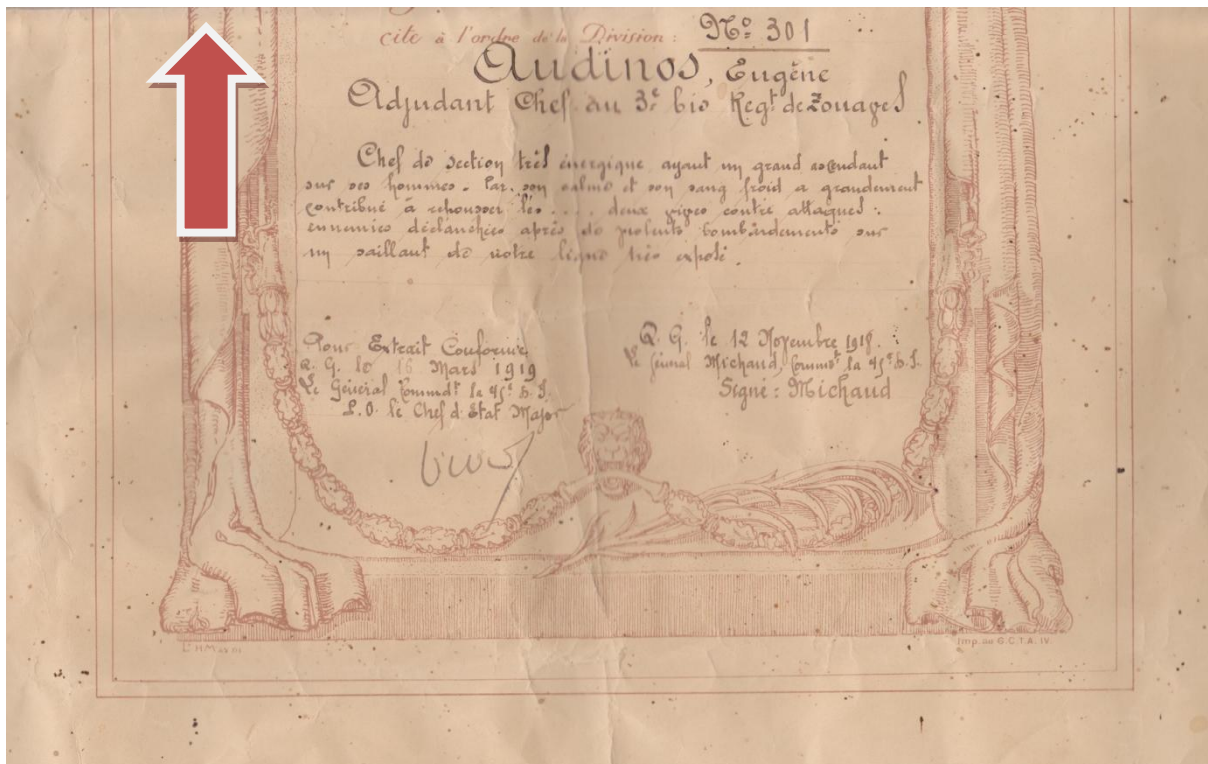 cité à l'ordre de la Division : Nº 301
Audinos, Eugène
Adjudant Chef au 3e bis Regt de Zouaves
Chef de section très énergique ayant un grand ascendant
sur ses hommes. Par son calme et son sang froid a grandement
contribué à repousser les .... deux vives contre attaques
ennemies déclanchées après de violents bombardements sur
un saillant de notre ligne très exposé.
Q. G. le 12 Novembre 1918.
Le Général Michaud, Commdt la 45e D.I.
Signé : Michaud
Pour Extrait Conforme
Q. G. le 16 Mars 1919
Le Général Commdt la 45e D.I.
P.O. le Chef d'Etat Major
Imp. du G.C.T.A. IV.